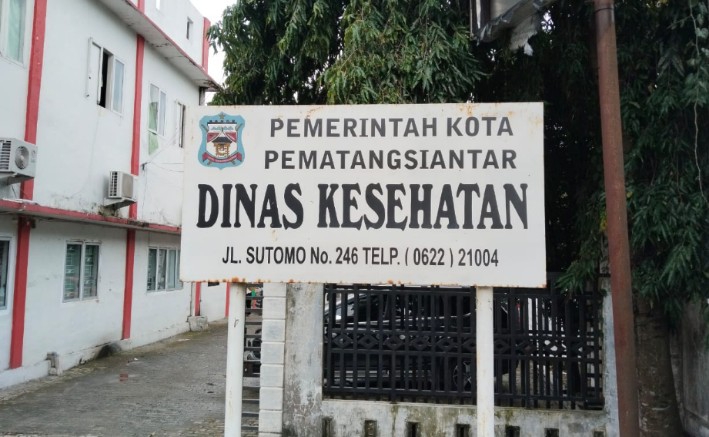 PEMERINTAH KOTA
PEMATANGSIANTAR
DINAS KESEHATAN
JL. SUTOMO No. 246 TELP. ( 0622 ) 21004